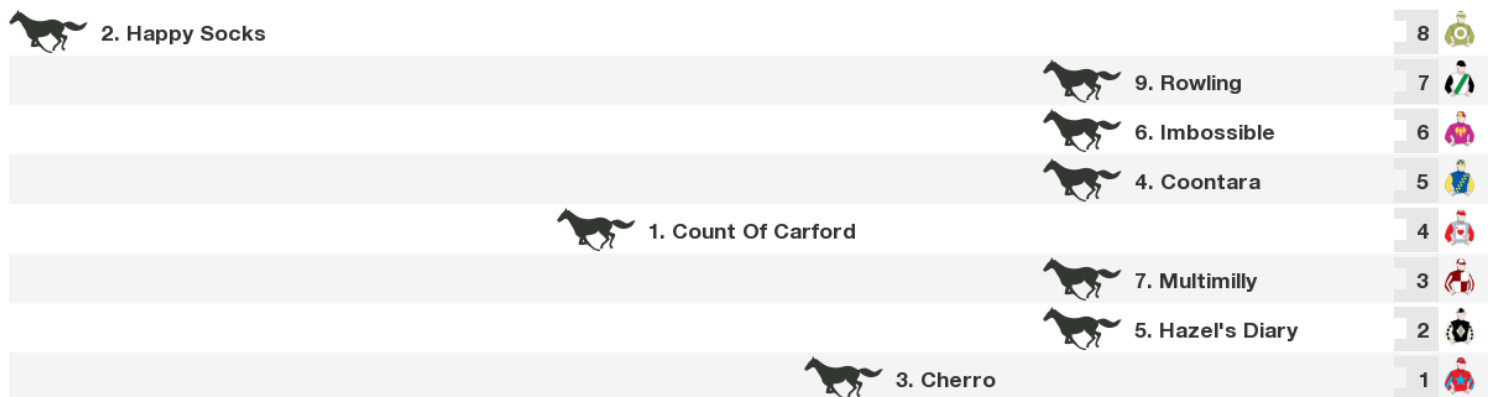 2. Happy Socks 8
9. Rowling 7
6. Imbossible 6
4. Coontara 5
1. Count Of Carford 4
7. Multimilly 3
5. Hazel's Diary 2
3. Cherro 1